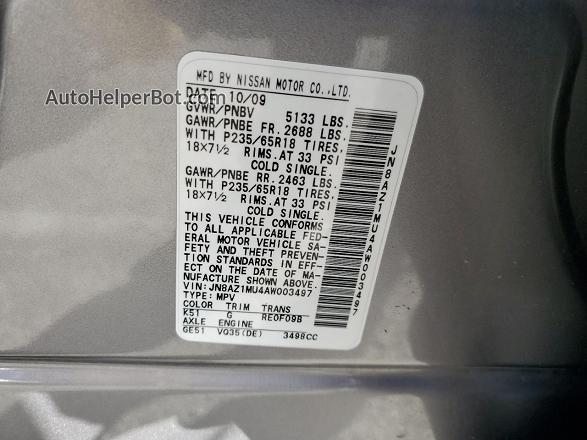 MFD BY NISSAN MOTOR CO.,LTD.
DATE 10/09
GVWR/PNBV 5133 LBS.
GAWR/PNBE FR. 2688 LBS.
WITH P235/65R18 TIRES.
18×7½ RIMS.AT 33 PSI
COLD SINGLE.
GAWR/PNBE RR. 2463 LBS.
WITH P235/65R18 TIRES.
18×7½ RIMS.AT 33 PSI
COLD SINGLE.
THIS VEHICLE CONFORMS
TO ALL APPLICABLE FED-
ERAL MOTOR VEHICLE SA-
FETY AND THEFT PREVEN-
TION STANDARDS IN EFF-
ECT ON THE DATE OF MA-
NUFACTURE SHOWN ABOVE.
VIN: JN8AZ1MU4AW003497
TYPE: MPV
COLOR TRIM TRANS
K51 G RE0F09B
AXLE ENGINE
GE51 VQ35(DE) 3498CC
JN8AZ1MU4AW003497
AutoHelperBot.com